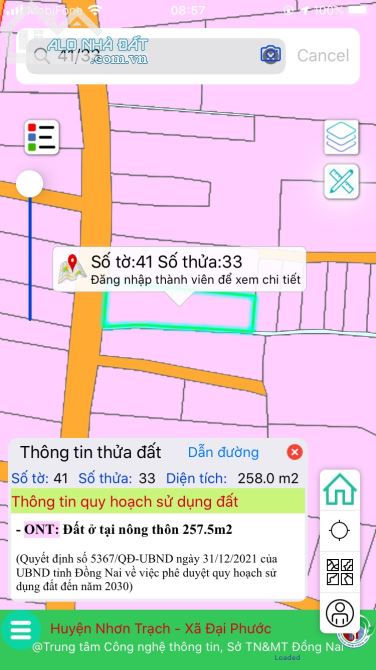 MobiFone
08:57
ALO NHÀ ĐẤT
.com.vn
41/33
Cancel
Số tờ:41 Số thửa:33
Đăng nhập thành viên để xem chi tiết
Thông tin thửa đất Dẫn đường
Số tờ: 41 Số thửa: 33 Diện tích: 258.0 m2
Thông tin quy hoạch sử dụng đất
- ONT: Đất ở tại nông thôn 257.5m2
(Quyết định số 5367/QĐ-UBND ngày 31/12/2021 của
UBND tỉnh Đồng Nai về việc phê duyệt quy hoạch sử
dụng đất đến năm 2030)
Huyện Nhơn Trạch - Xã Đại Phước
@Trung tâm Công nghệ thông tin, Sở TN&MT Đồng Nai
Loaded